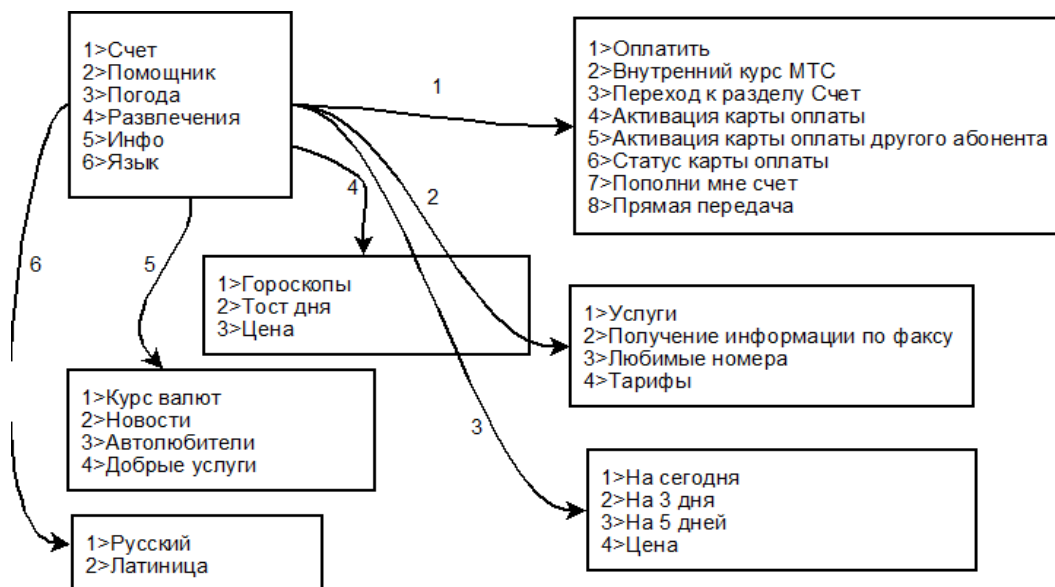 1>Счет
2>Помощник
3>Погода
4>Развлечения
5>Инфо
6>Язык
1
1>Оплатить
2>Внутренний курс МТС
3>Переход к разделу Счет
4>Активация карты оплаты
5>Активация карты оплаты другого абонента
6>Статус карты оплаты
7>Пополни мне счет
8>Прямая передача
4
2
6
5
1>Гороскопы
2>Тост дня
3>Цена
1>Услуги
2>Получение информации по факсу
3>Любимые номера
4>Тарифы
1>Курс валют
2>Новости
3>Автолюбители
4>Добрые услуги
3
1>На сегодня
2>На 3 дня
3>На 5 дней
4>Цена
1>Русский
2>Латиница